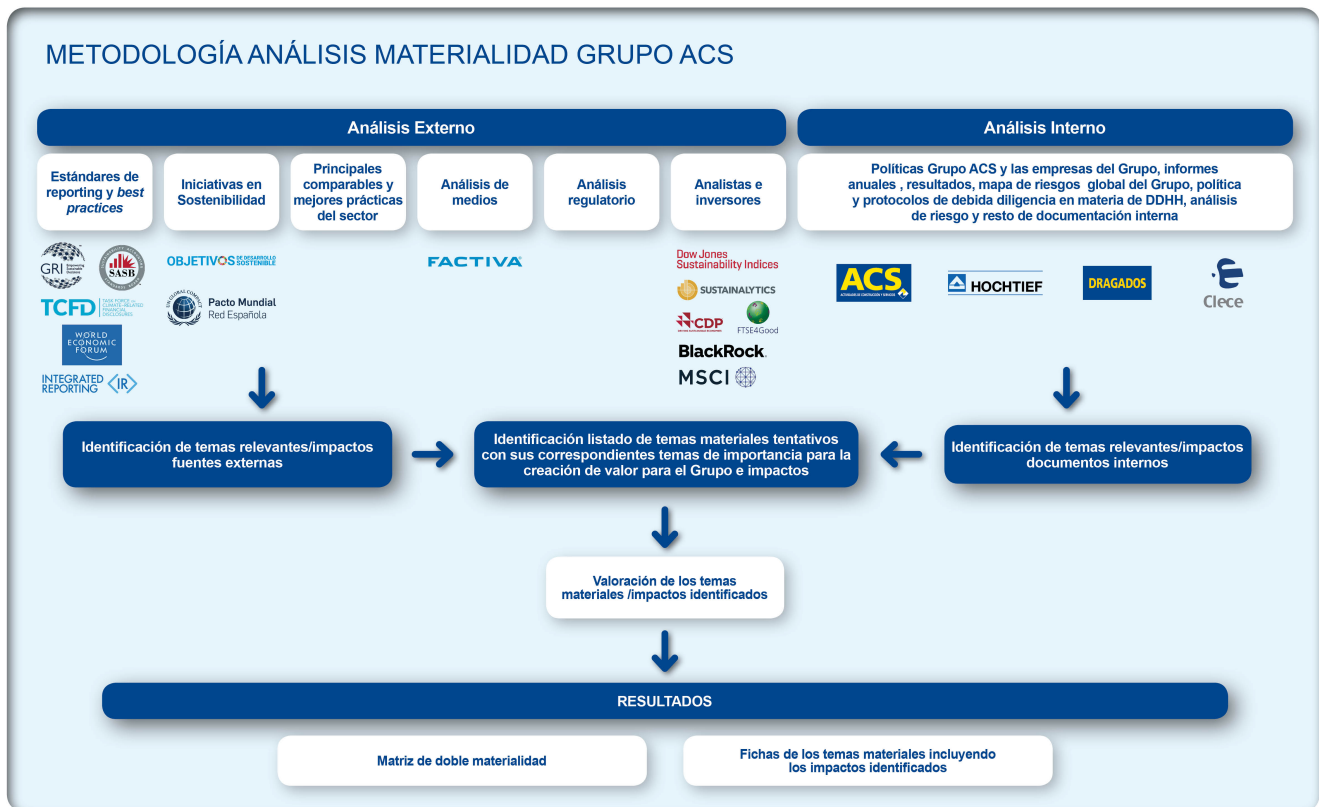 METODOLOGÍA ANÁLISIS MATERIALIDAD GRUPO ACS
Análisis Externo
Análisis Interno
Estándares de
reporting y best
practices
Iniciativas en
Sostenibilidad
Principales
comparables y
mejores prácticas
del sector
Análisis de
medios
Análisis
regulatorio
Analistas e
inversores
Políticas Grupo ACS y las empresas del Grupo, informes
anuales , resultados, mapa de riesgos global del Grupo, política
y protocolos de debida diligencia en materia de DDHH, análisis
de riesgo y resto de documentación interna
GRI
SASB
TCFD
TASK FORCE ON
CLIMATE-RELATED
FINANCIAL
DISCLOSURES
WORLD
ECONOMIC
FORUM
INTEGRATED
REPORTING <IR>
OBJETIVOS DE DESARROLLO
SOSTENIBLE
Pacto Mundial
Red Española
FACTIVA
Dow Jones
Sustainability Indices
SUSTAINALYTICS
CDP
FTSE4Good
BlackRock.
MSCI
ACS
HOCHTIEF
DRAGADOS
Clece
Identificación de temas relevantes/impactos
fuentes externas
Identificación listado de temas materiales tentativos
con sus correspondientes temas de importancia para la
creación de valor para el Grupo e impactos
Identificación de temas relevantes/impactos
documentos internos
Valoración de los temas
materiales /impactos identificados
RESULTADOS
Matriz de doble materialidad
Fichas de los temas materiales incluyendo
los impactos identificados